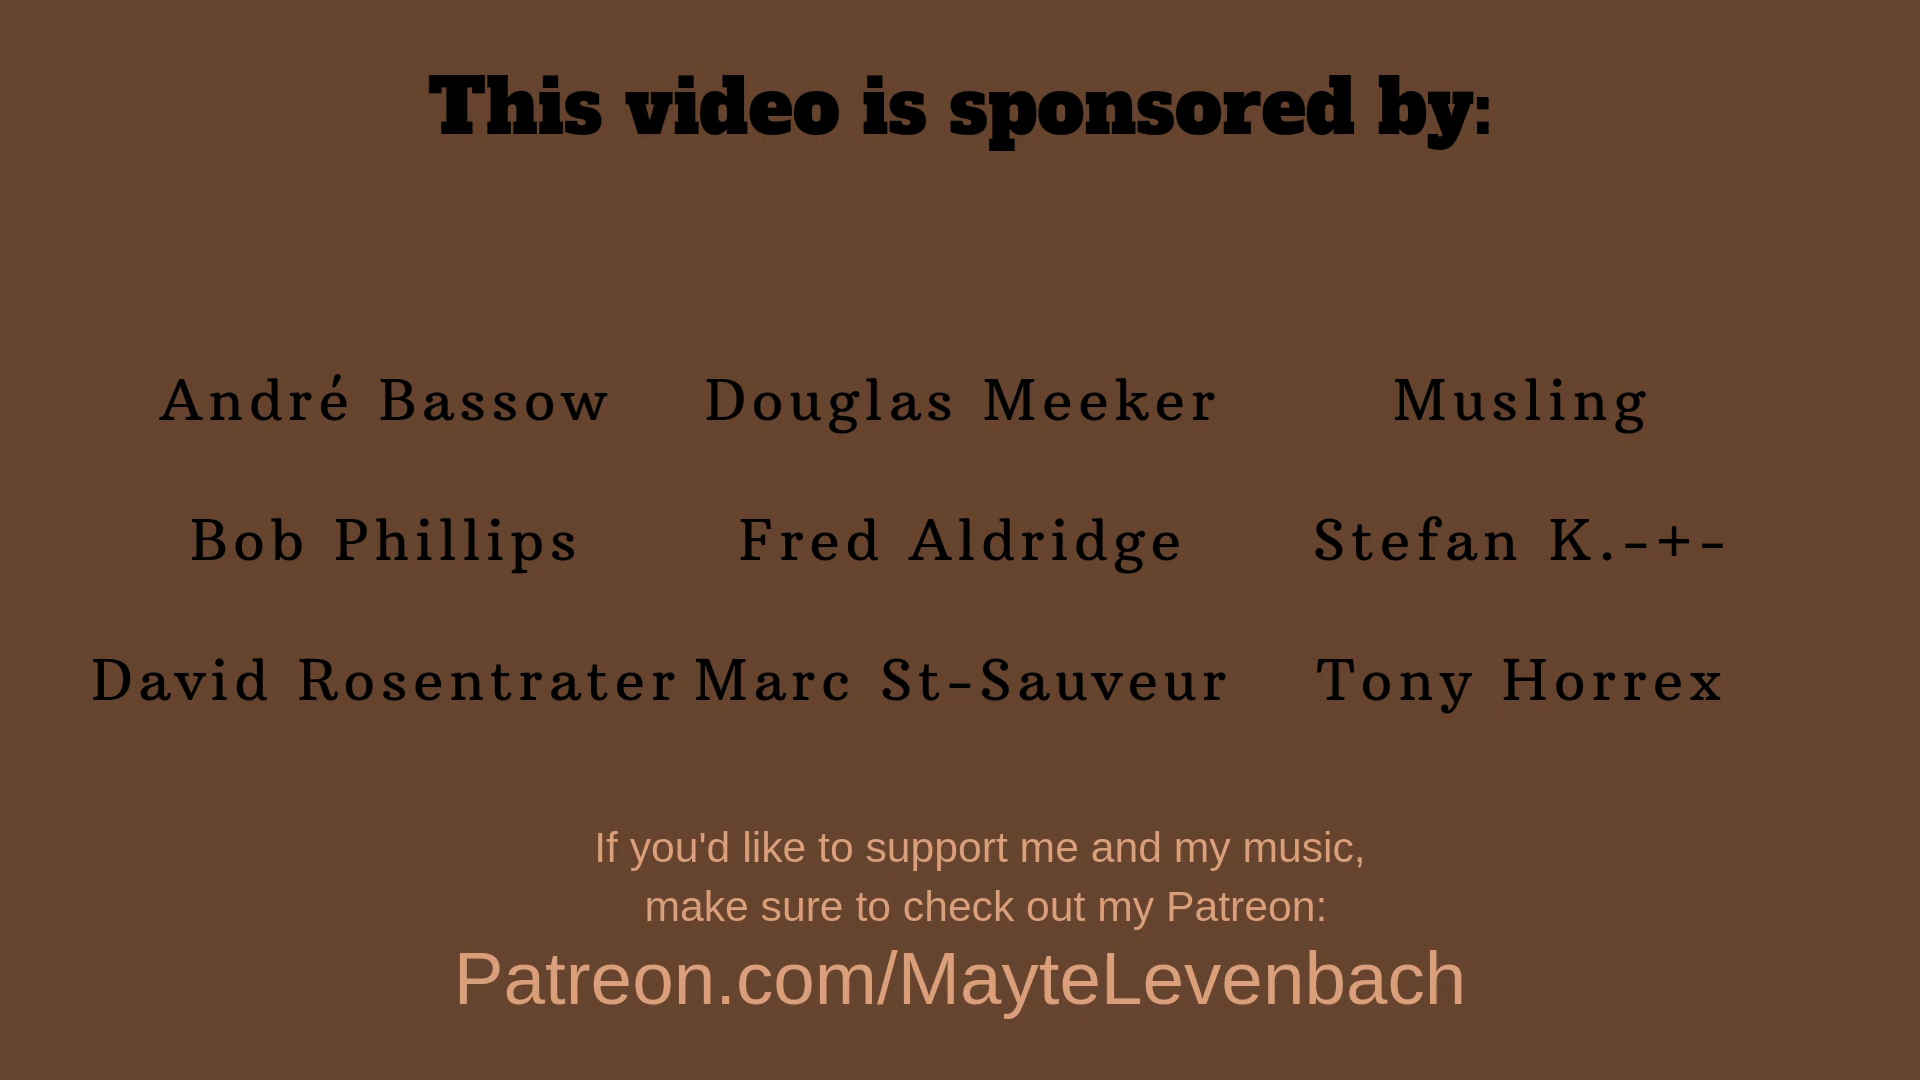 This video is sponsored by:
André Bassow Douglas Meeker Musling
Bob Phillips Fred Aldridge Stefan K.-+-
David Rosentrater Marc St-Sauveur Tony Horrex
If you'd like to support me and my music,
make sure to check out my Patreon:
Patreon.com/MayteLevenbach